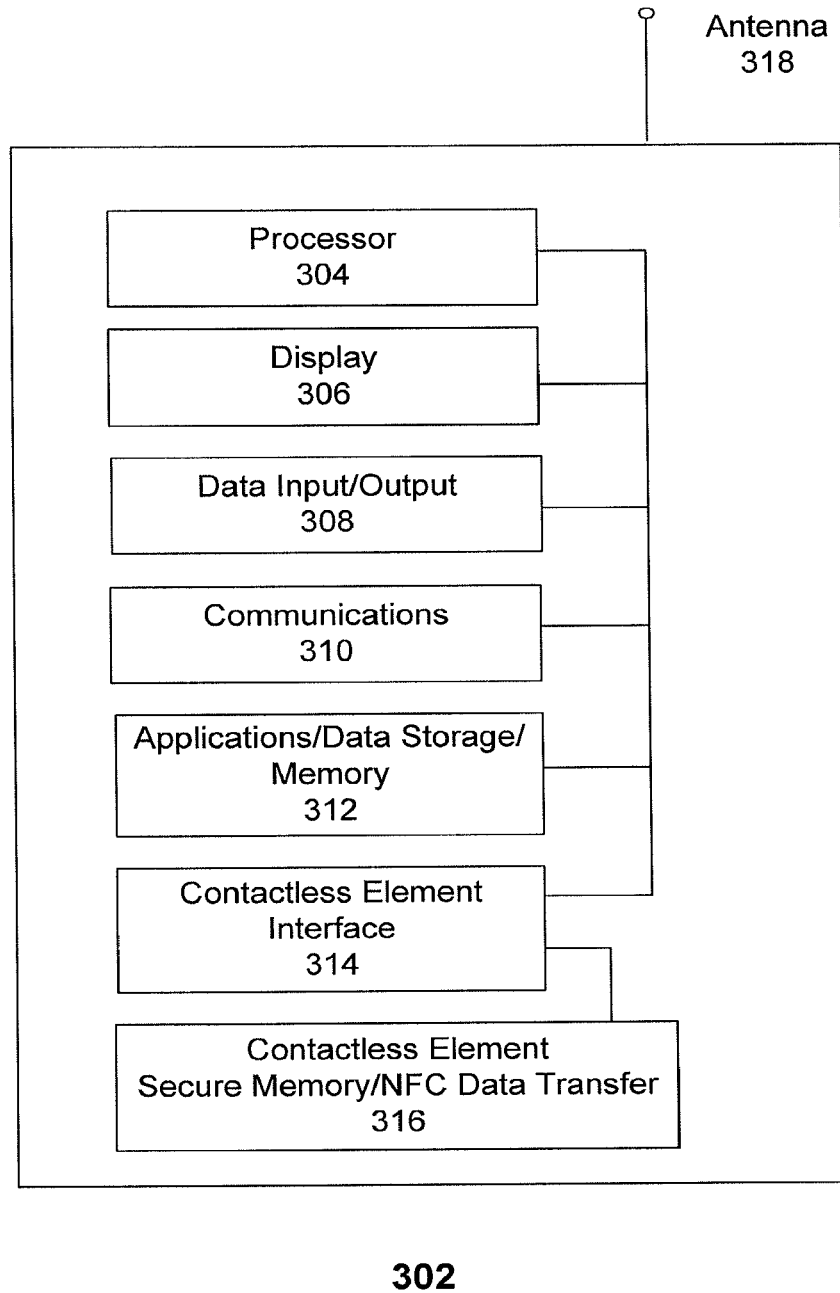 Antenna
318
Processor
304
Display
306
Data Input/Output
308
Communications
310
Applications/Data Storage/
Memory
312
Contactless Element
Interface
314
Contactless Element
Secure Memory/NFC Data Transfer
316
302